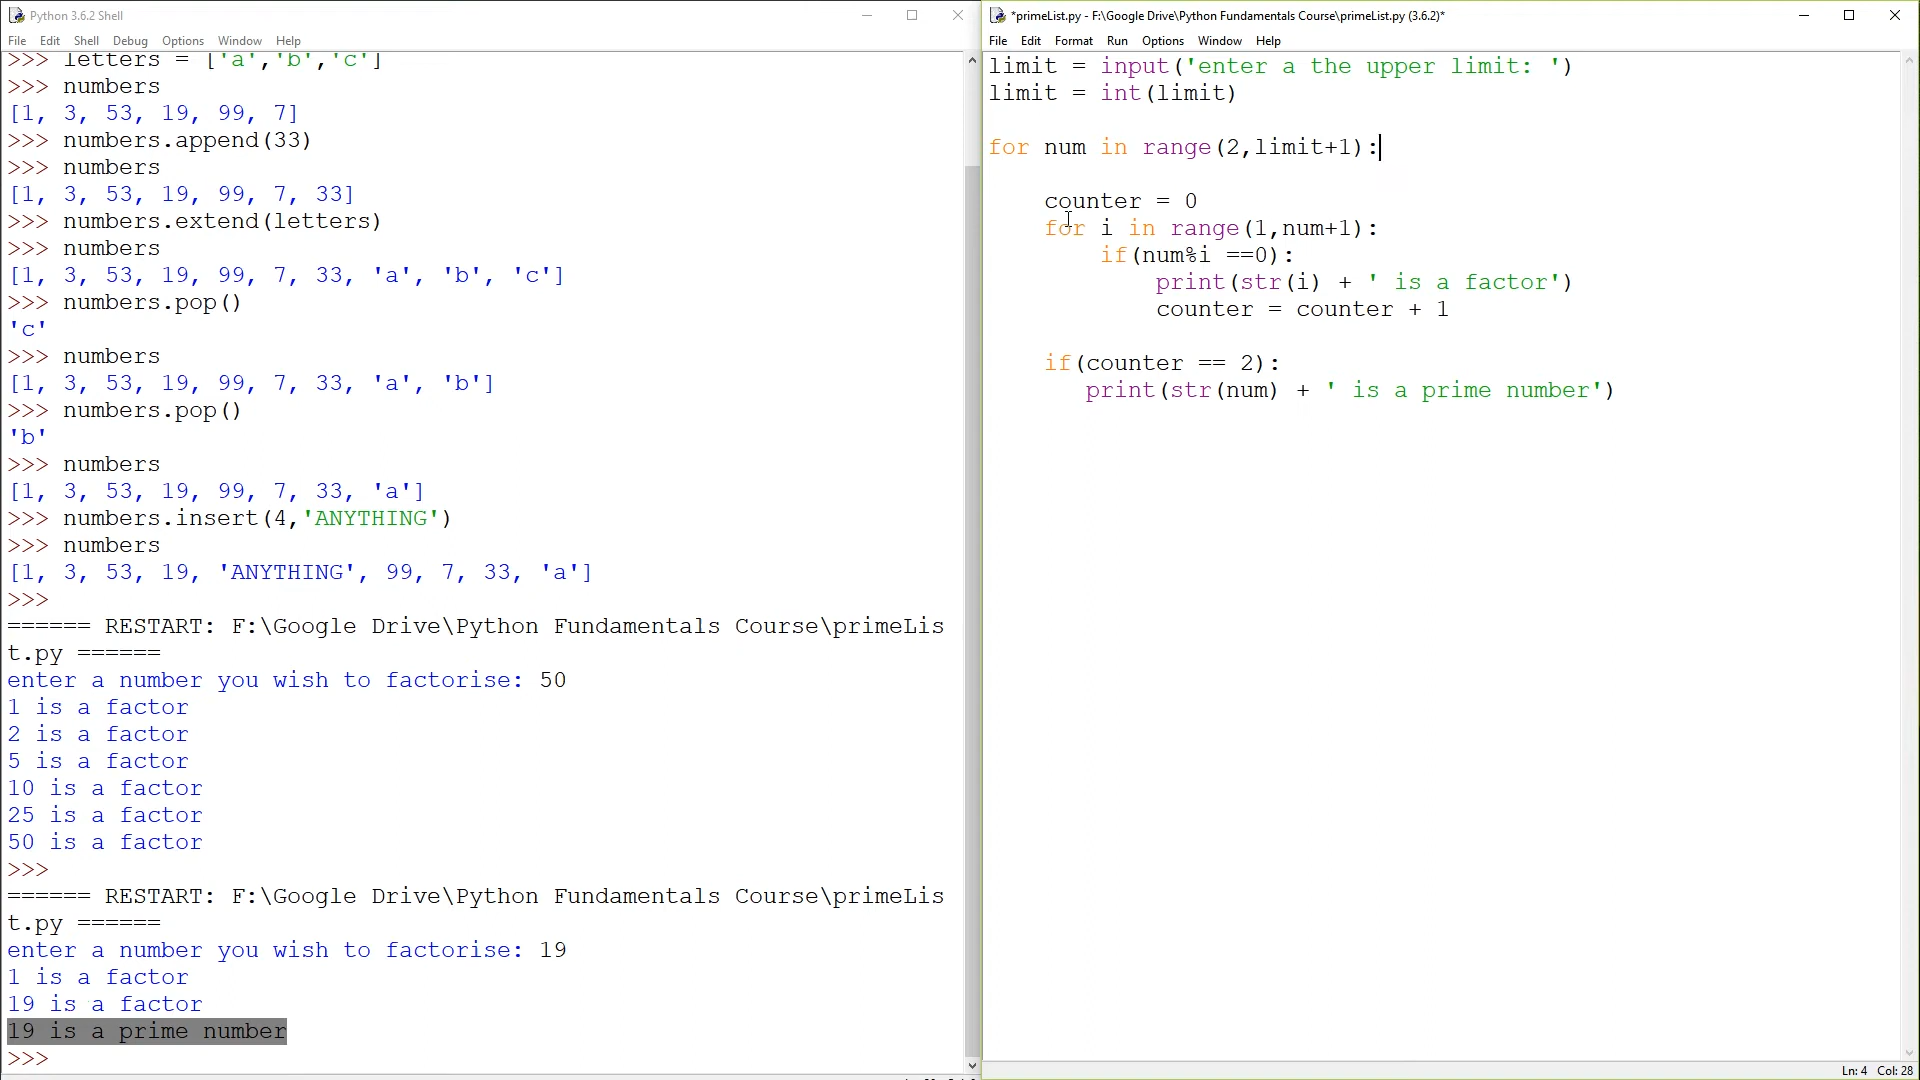 Python 3.6.2 Shell
File Edit Shell Debug Options Window Help
>>> letters = ['a','b','c']
>>> numbers
[1, 3, 53, 19, 99, 7]
>>> numbers.append(33)
>>> numbers
[1, 3, 53, 19, 99, 7, 33]
>>> numbers.extend(letters)
>>> numbers
[1, 3, 53, 19, 99, 7, 33, 'a', 'b', 'c']
>>> numbers.pop()
'c'
>>> numbers
[1, 3, 53, 19, 99, 7, 33, 'a', 'b']
>>> numbers.pop()
'b'
>>> numbers
[1, 3, 53, 19, 99, 7, 33, 'a']
>>> numbers.insert(4,'ANYTHING')
>>> numbers
[1, 3, 53, 19, 'ANYTHING', 99, 7, 33, 'a']
>>>
====== RESTART: F:\Google Drive\Python Fundamentals Course\primeLis
t.py ======
enter a number you wish to factorise: 50
1 is a factor
2 is a factor
5 is a factor
10 is a factor
25 is a factor
50 is a factor
>>>
====== RESTART: F:\Google Drive\Python Fundamentals Course\primeLis
t.py ======
enter a number you wish to factorise: 19
1 is a factor
19 is a factor
19 is a prime number
>>>
*primeList.py - F:\Google Drive\Python Fundamentals Course\primeList.py (3.6.2)*
File Edit Format Run Options Window Help
limit = input('enter a the upper limit: ')
limit = int(limit)
for num in range(2,limit+1):
counter = 0
for i in range(1,num+1):
if(num%i ==0):
print(str(i) + ' is a factor')
counter = counter + 1
if(counter == 2):
print(str(num) + ' is a prime number')
Ln: 4 Col: 28